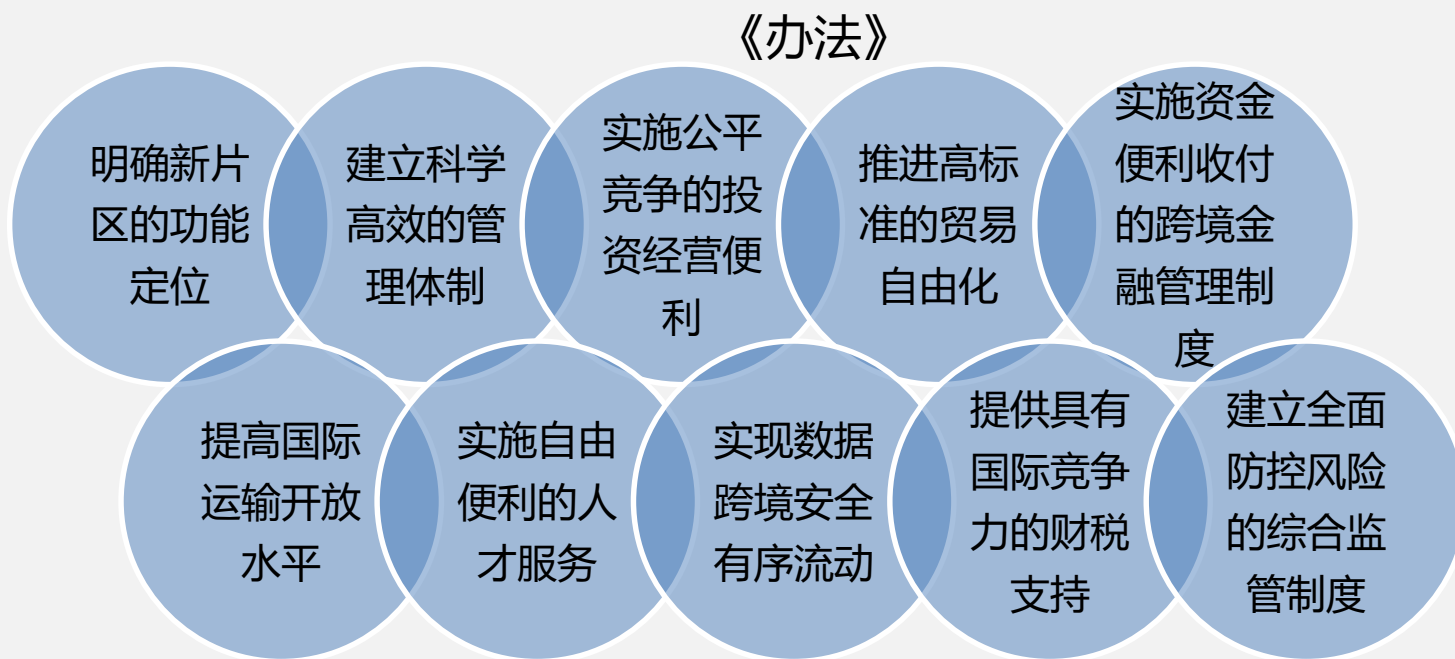 《办法》
明确新片
区的功能
定位
建立科学
高效的管
理体制
实施公平
竞争的投
资经营便
利
推进高标
准的贸易
自由化
实施资金
便利收付
的跨境金
融管理制
度
提高国际
运输开放
水平
实施自由
便利的人
才服务
实现数据
跨境安全
有序流动
提供具有
国际竞争
力的财税
支持
建立全面
防控风险
的综合监
管制度